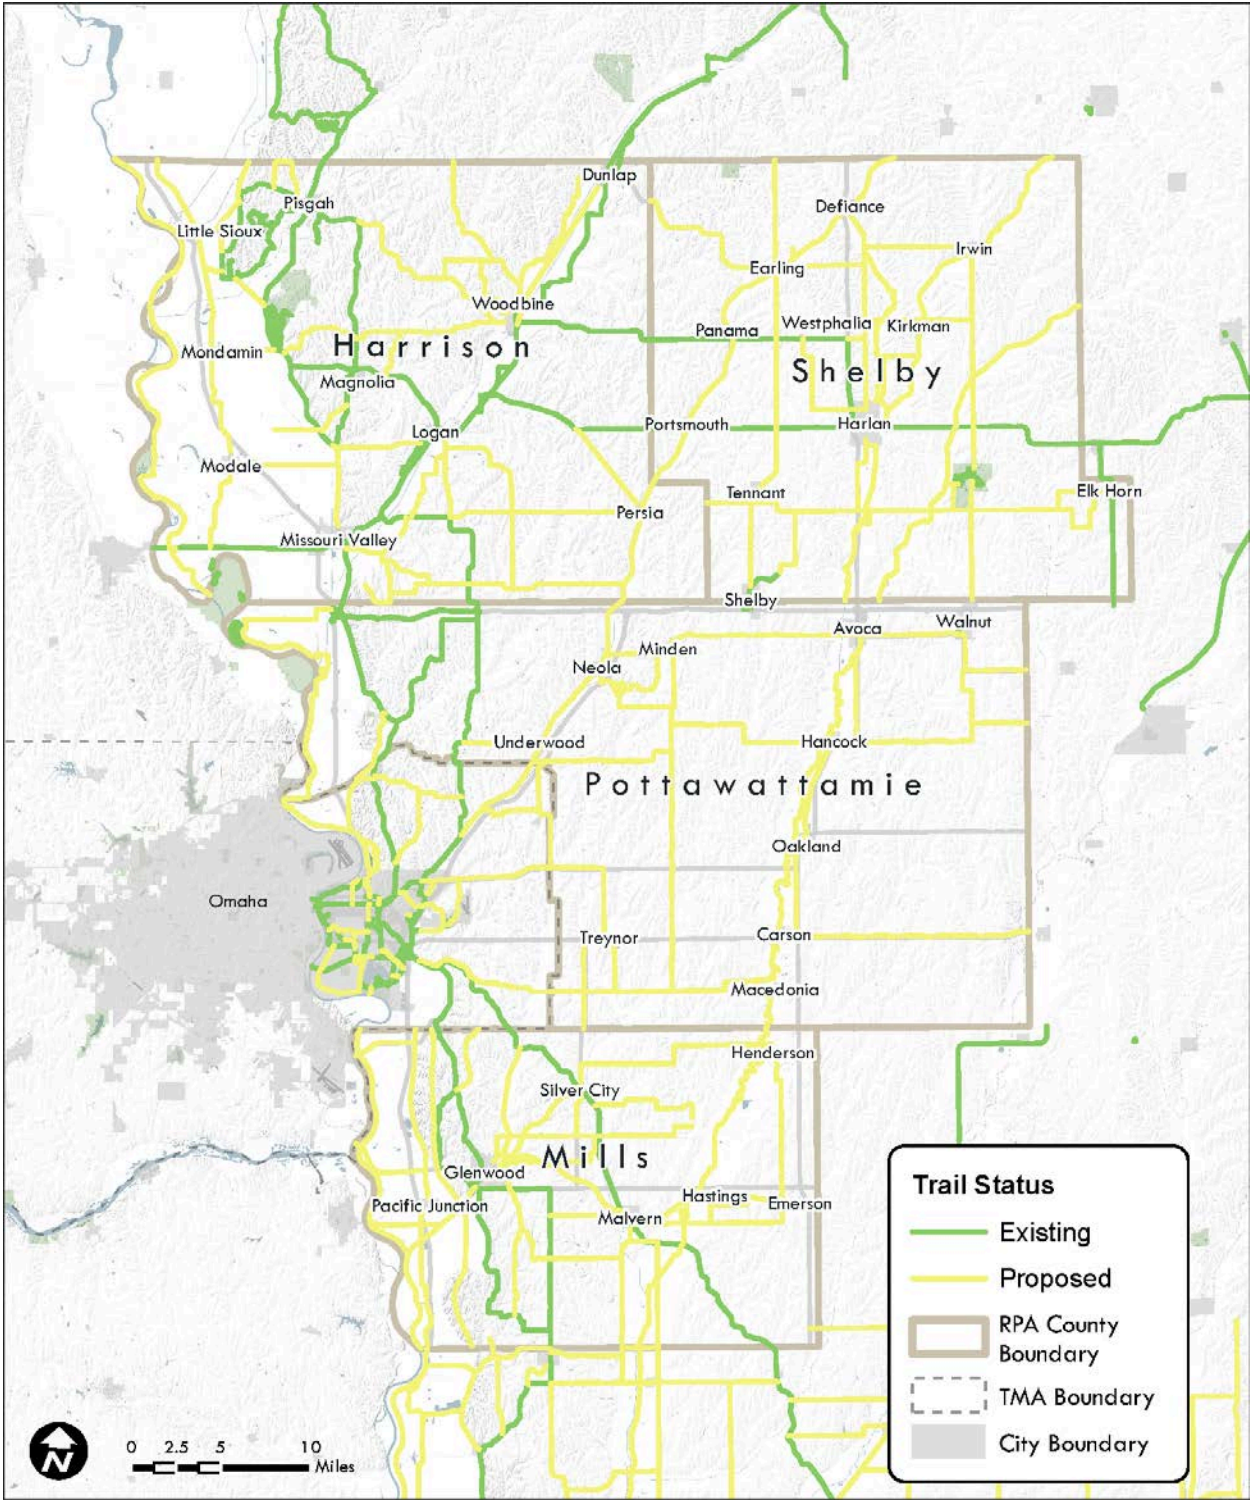 Dunlap
Pisgah
Defiance
Little Sioux
Irwin
Earling
Woodbine
Westphalia
Kirkman
Panama
Harrison
Mondamin
Shelby
Magnolia
Portsmouth
Harlan
Logan
Modale
Tennant
Elk Horn
Persia
Missouri Valley
Shelby
Walnut
Avoca
Minden
Neola
Underwood
Hancock
Pottawattamie
Oakland
Omaha
Treynor
Carson
Macedonia
Henderson
Silver City
Mills
Glenwood
Hastings
Pacific Junction
Emerson
Malvern
Trail Status
Existing
Proposed
RPA County
Boundary
TMA Boundary
City Boundary
N
0 2.5 5 10
Miles